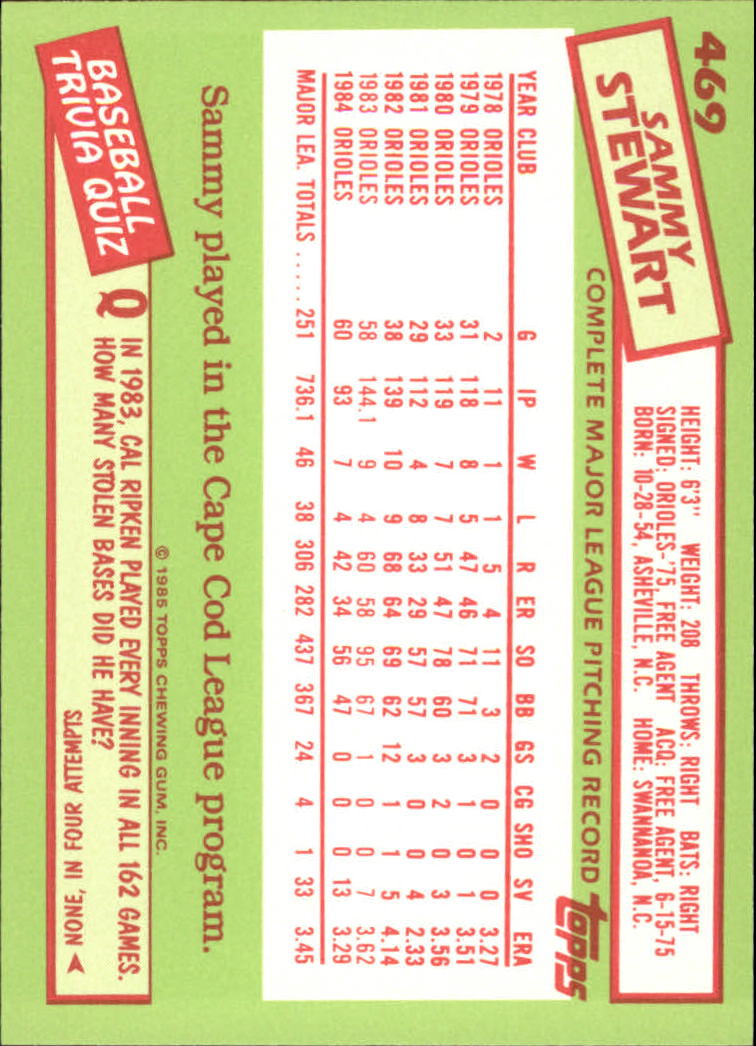 469
SAMMY
STEWART
HEIGHT: 6'3" WEIGHT: 208 THROWS: RIGHT BATS: RIGHT
SIGNED: ORIOLES-'75, FREE AGENT ACQ: FREE AGENT, 6-15-75
BORN: 10-28-54, ASHEVILLE, N.C. HOME: SWANNANOA, N.C.
COMPLETE MAJOR LEAGUE PITCHING RECORD topps
YEAR CLUB G IP W L R ER SO BB GS CG SHO SV ERA
1978 ORIOLES 2 11 1 1 5 4 11 3 2 0 0 0 3.27
1979 ORIOLES 31 118 8 5 47 46 71 71 3 1 0 1 3.51
1980 ORIOLES 33 119 7 7 51 47 78 60 3 2 0 3 3.56
1981 ORIOLES 29 112 4 8 33 29 57 57 3 0 0 4 2.33
1982 ORIOLES 38 139 10 9 68 64 69 62 12 1 1 5 4.14
1983 ORIOLES 58 144.1 9 4 60 58 95 67 1 0 0 7 3.62
1984 ORIOLES 60 93 7 4 42 34 56 47 0 0 0 13 3.29
MAJOR LEA. TOTALS ...... 251 736.1 46 38 306 282 437 367 24 4 1 33 3.45
Sammy played in the Cape Cod League program.
© 1985 TOPPS CHEWING GUM, INC.
BASEBALL
TRIVIA QUIZ
Q IN 1983, CAL RIPKEN PLAYED EVERY INNING IN ALL 162 GAMES.
HOW MANY STOLEN BASES DID HE HAVE?
NONE, IN FOUR ATTEMPTS